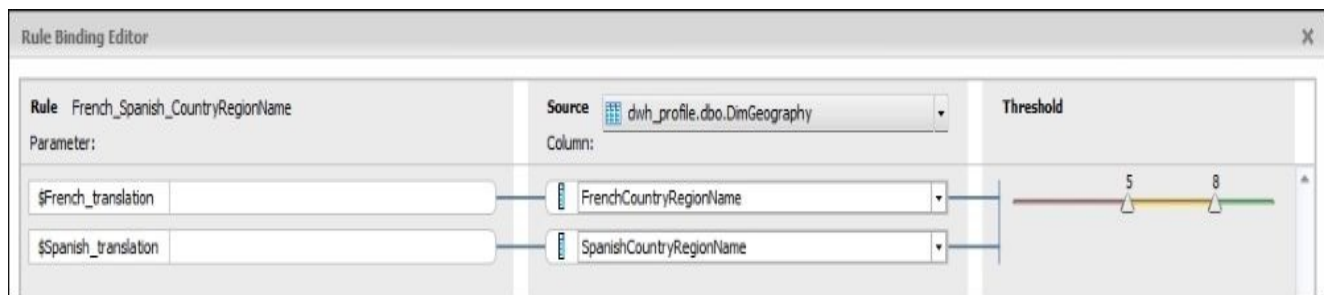 Rule Binding Editor
Rule French_Spanish_CountryRegionName
Source dwh_profile.dbo.DimGeography
Threshold
Parameter:
Column:
$French_translation
FrenchCountryRegionName
5 8
$Spanish_translation
SpanishCountryRegionName